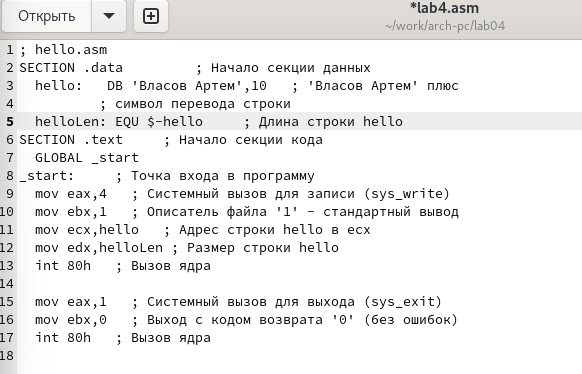 Открыть
*lab4.asm
~/work/arch-pc/lab04
1 ; hello.asm
2 SECTION .data ; Начало секции данных
3 hello: DB 'Власов Артем',10 ; 'Власов Артем' плюс
4 ; символ перевода строки
5 helloLen: EQU $-hello ; Длина строки hello
6 SECTION .text ; Начало секции кода
7 GLOBAL _start
8 _start: ; Точка входа в программу
9 mov eax,4 ; Системный вызов для записи (sys_write)
10 mov ebx,1 ; Описатель файла '1' - стандартный вывод
11 mov ecx,hello ; Адрес строки hello в ecx
12 mov edx,helloLen ; Размер строки hello
13 int 80h ; Вызов ядра
14
15 mov eax,1 ; Системный вызов для выхода (sys_exit)
16 mov ebx,0 ; Выход с кодом возврата '0' (без ошибок)
17 int 80h ; Вызов ядра
18